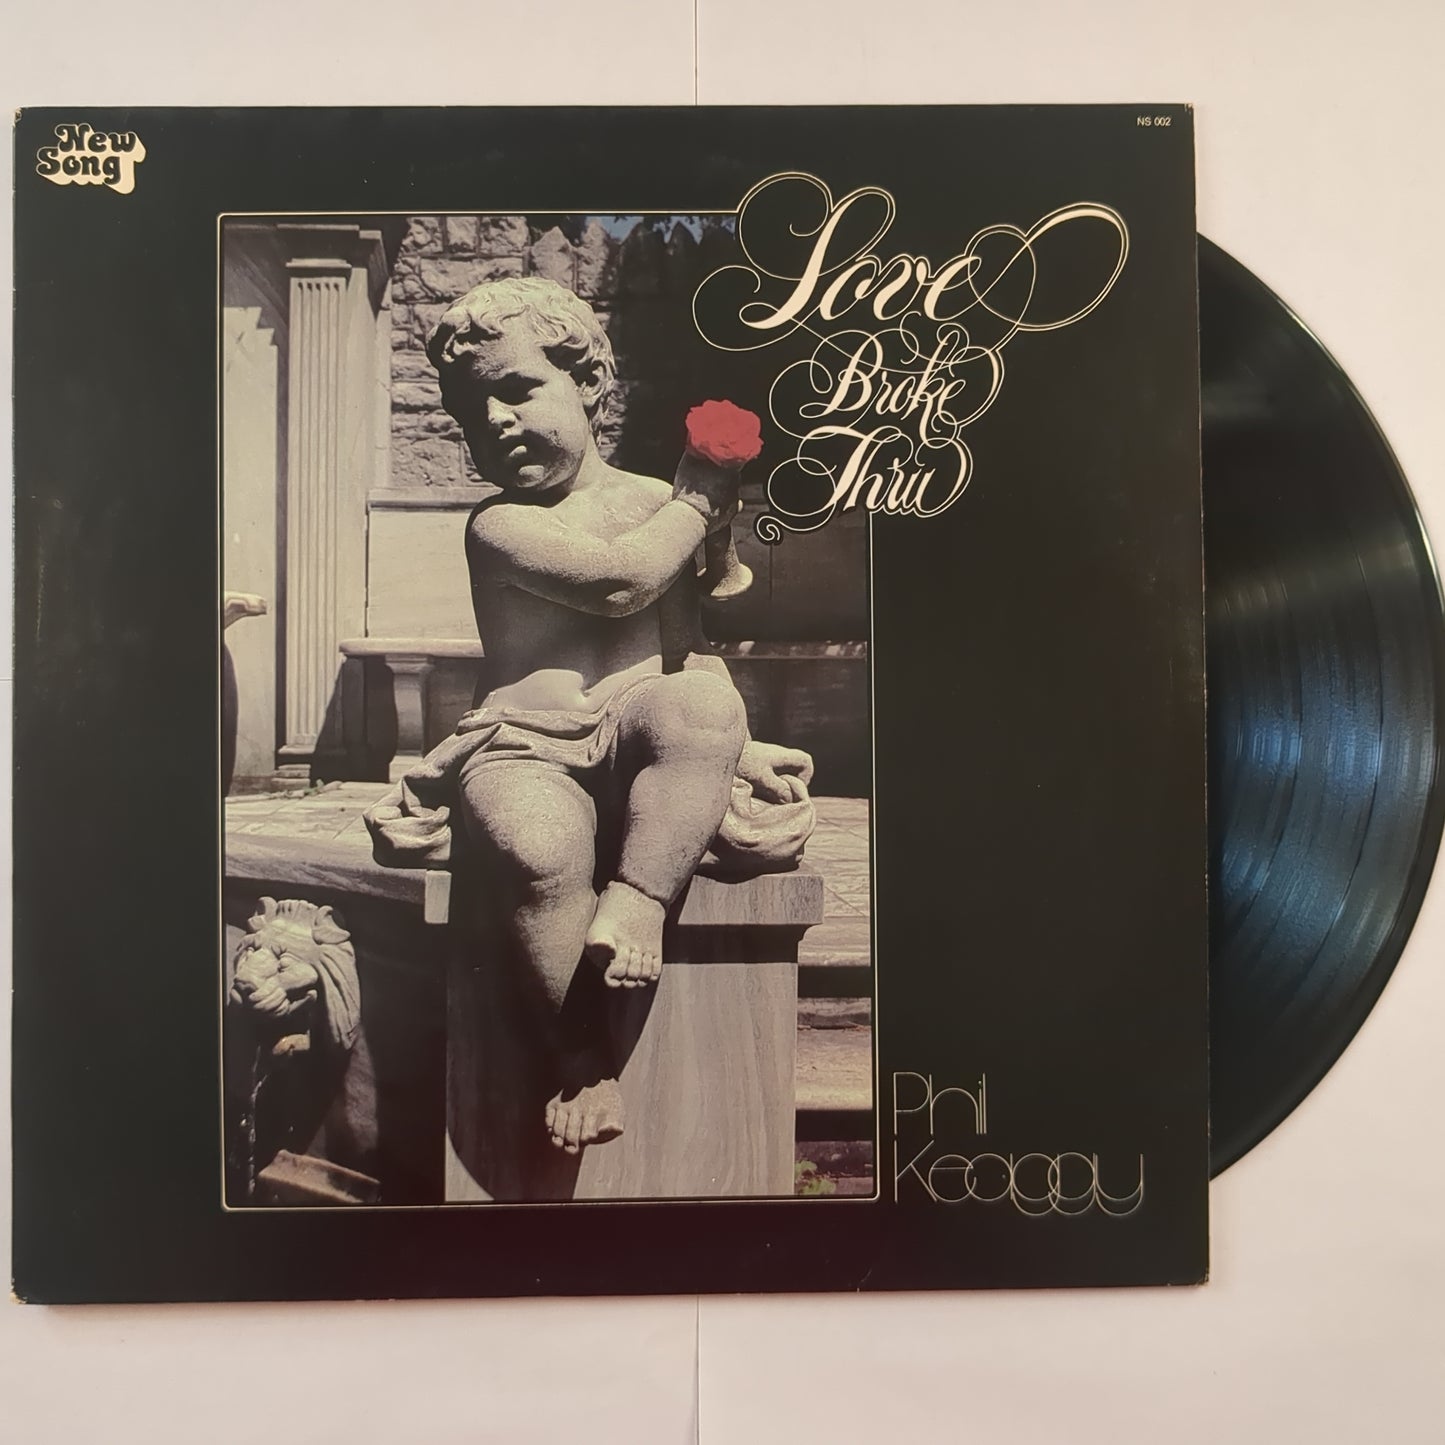 New
Song
NS 002
Love
Broke
Thru
Phil
Keaggy